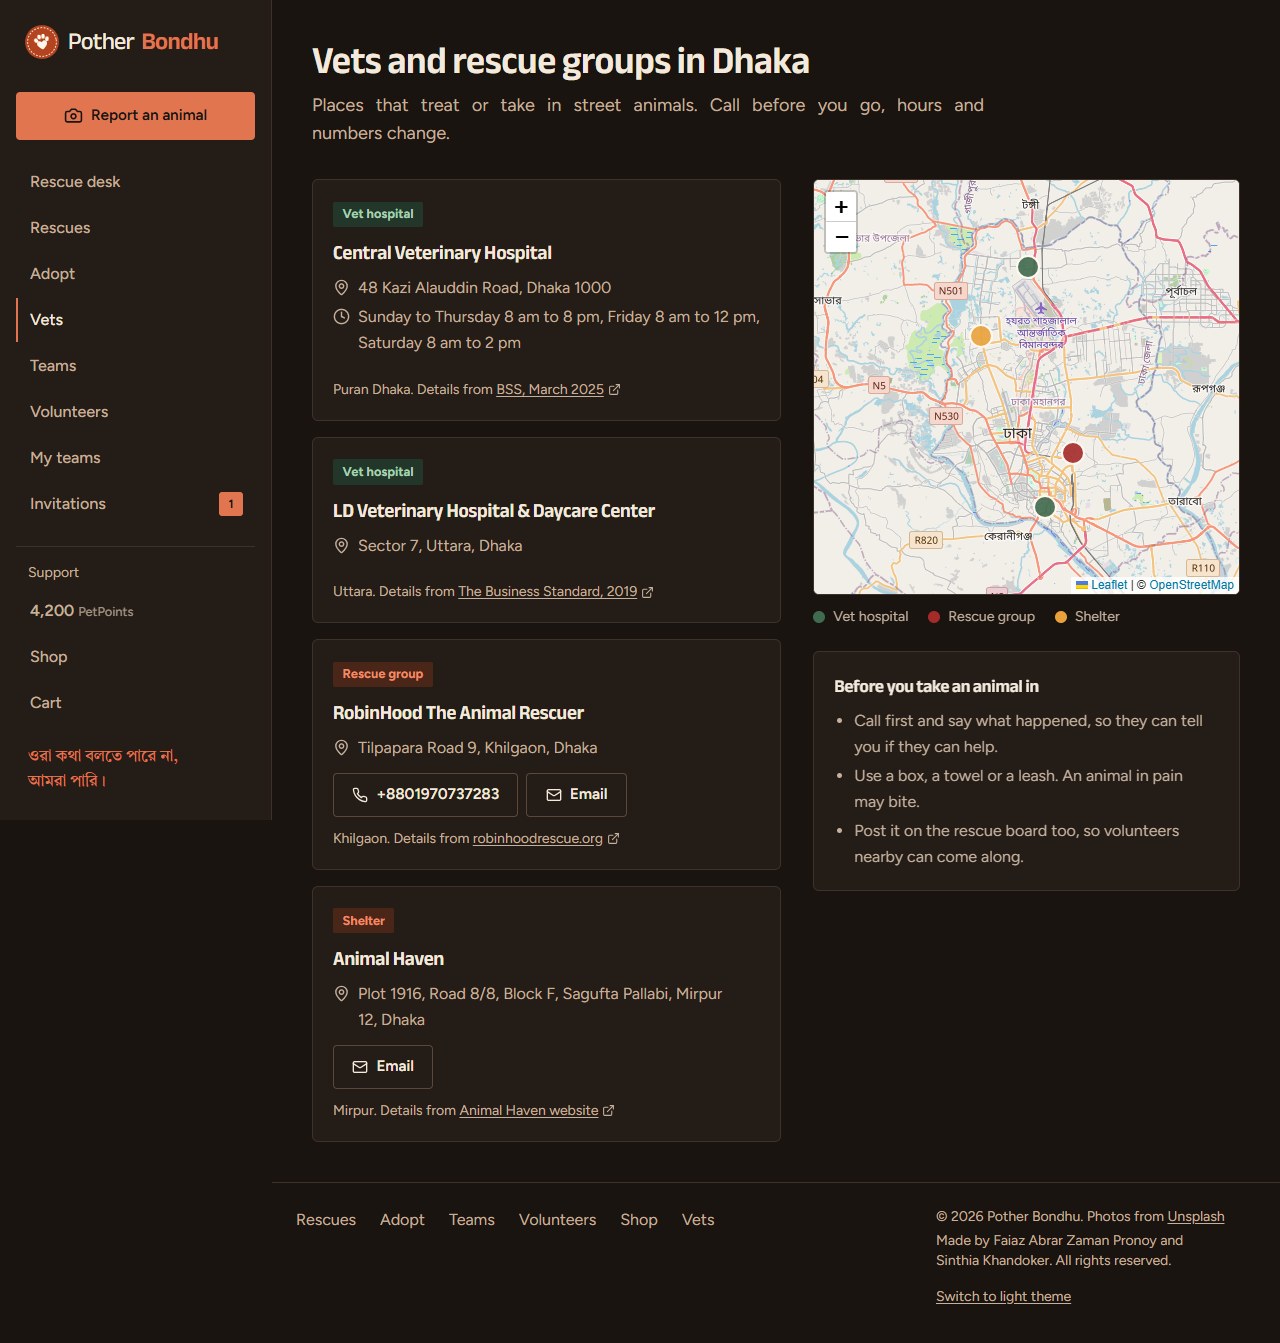 Pother Bondhu
Report an animal
Rescue desk
Rescues
Adopt
Vets
Teams
Volunteers
My teams
Invitations 1
Support
4,200 PetPoints
Shop
Cart
ওরা কথা বলতে পারে না,
আমরা পারি।
Vets and rescue groups in Dhaka
Places that treat or take in street animals. Call before you go, hours and
numbers change.
Vet hospital
Central Veterinary Hospital
48 Kazi Alauddin Road, Dhaka 1000
Sunday to Thursday 8 am to 8 pm, Friday 8 am to 12 pm,
Saturday 8 am to 2 pm
Puran Dhaka. Details from BSS, March 2025
Vet hospital
LD Veterinary Hospital & Daycare Center
Sector 7, Uttara, Dhaka
Uttara. Details from The Business Standard, 2019
Rescue group
RobinHood The Animal Rescuer
Tilpapara Road 9, Khilgaon, Dhaka
+8801970737283
Email
Khilgaon. Details from robinhoodrescue.org
Shelter
Animal Haven
Plot 1916, Road 8/8, Block F, Sagufta Pallabi, Mirpur
12, Dhaka
Email
Mirpur. Details from Animal Haven website
+
−
টঙ্গী
ভার উপজেলা
N501
পূর্বাচল
সাভার
হযরত শাহজালাল
আন্তর্জাতিক
বিমানবন্দর
ঢাকা জেলা
04
N5
রূপগঞ্জ
ঢাকা মহানগর
N530
ঢাকা
তারাবো
কেরানীগঞ্জ
R820
R110
Leaflet | © OpenStreetMap
Vet hospital
Rescue group
Shelter
Before you take an animal in
• Call first and say what happened, so they can tell
you if they can help.
• Use a box, a towel or a leash. An animal in pain
may bite.
• Post it on the rescue board too, so volunteers
nearby can come along.
Rescues Adopt Teams Volunteers Shop Vets
© 2026 Pother Bondhu. Photos from Unsplash
Made by Faiaz Abrar Zaman Pronoy and
Sinthia Khandoker. All rights reserved.
Switch to light theme